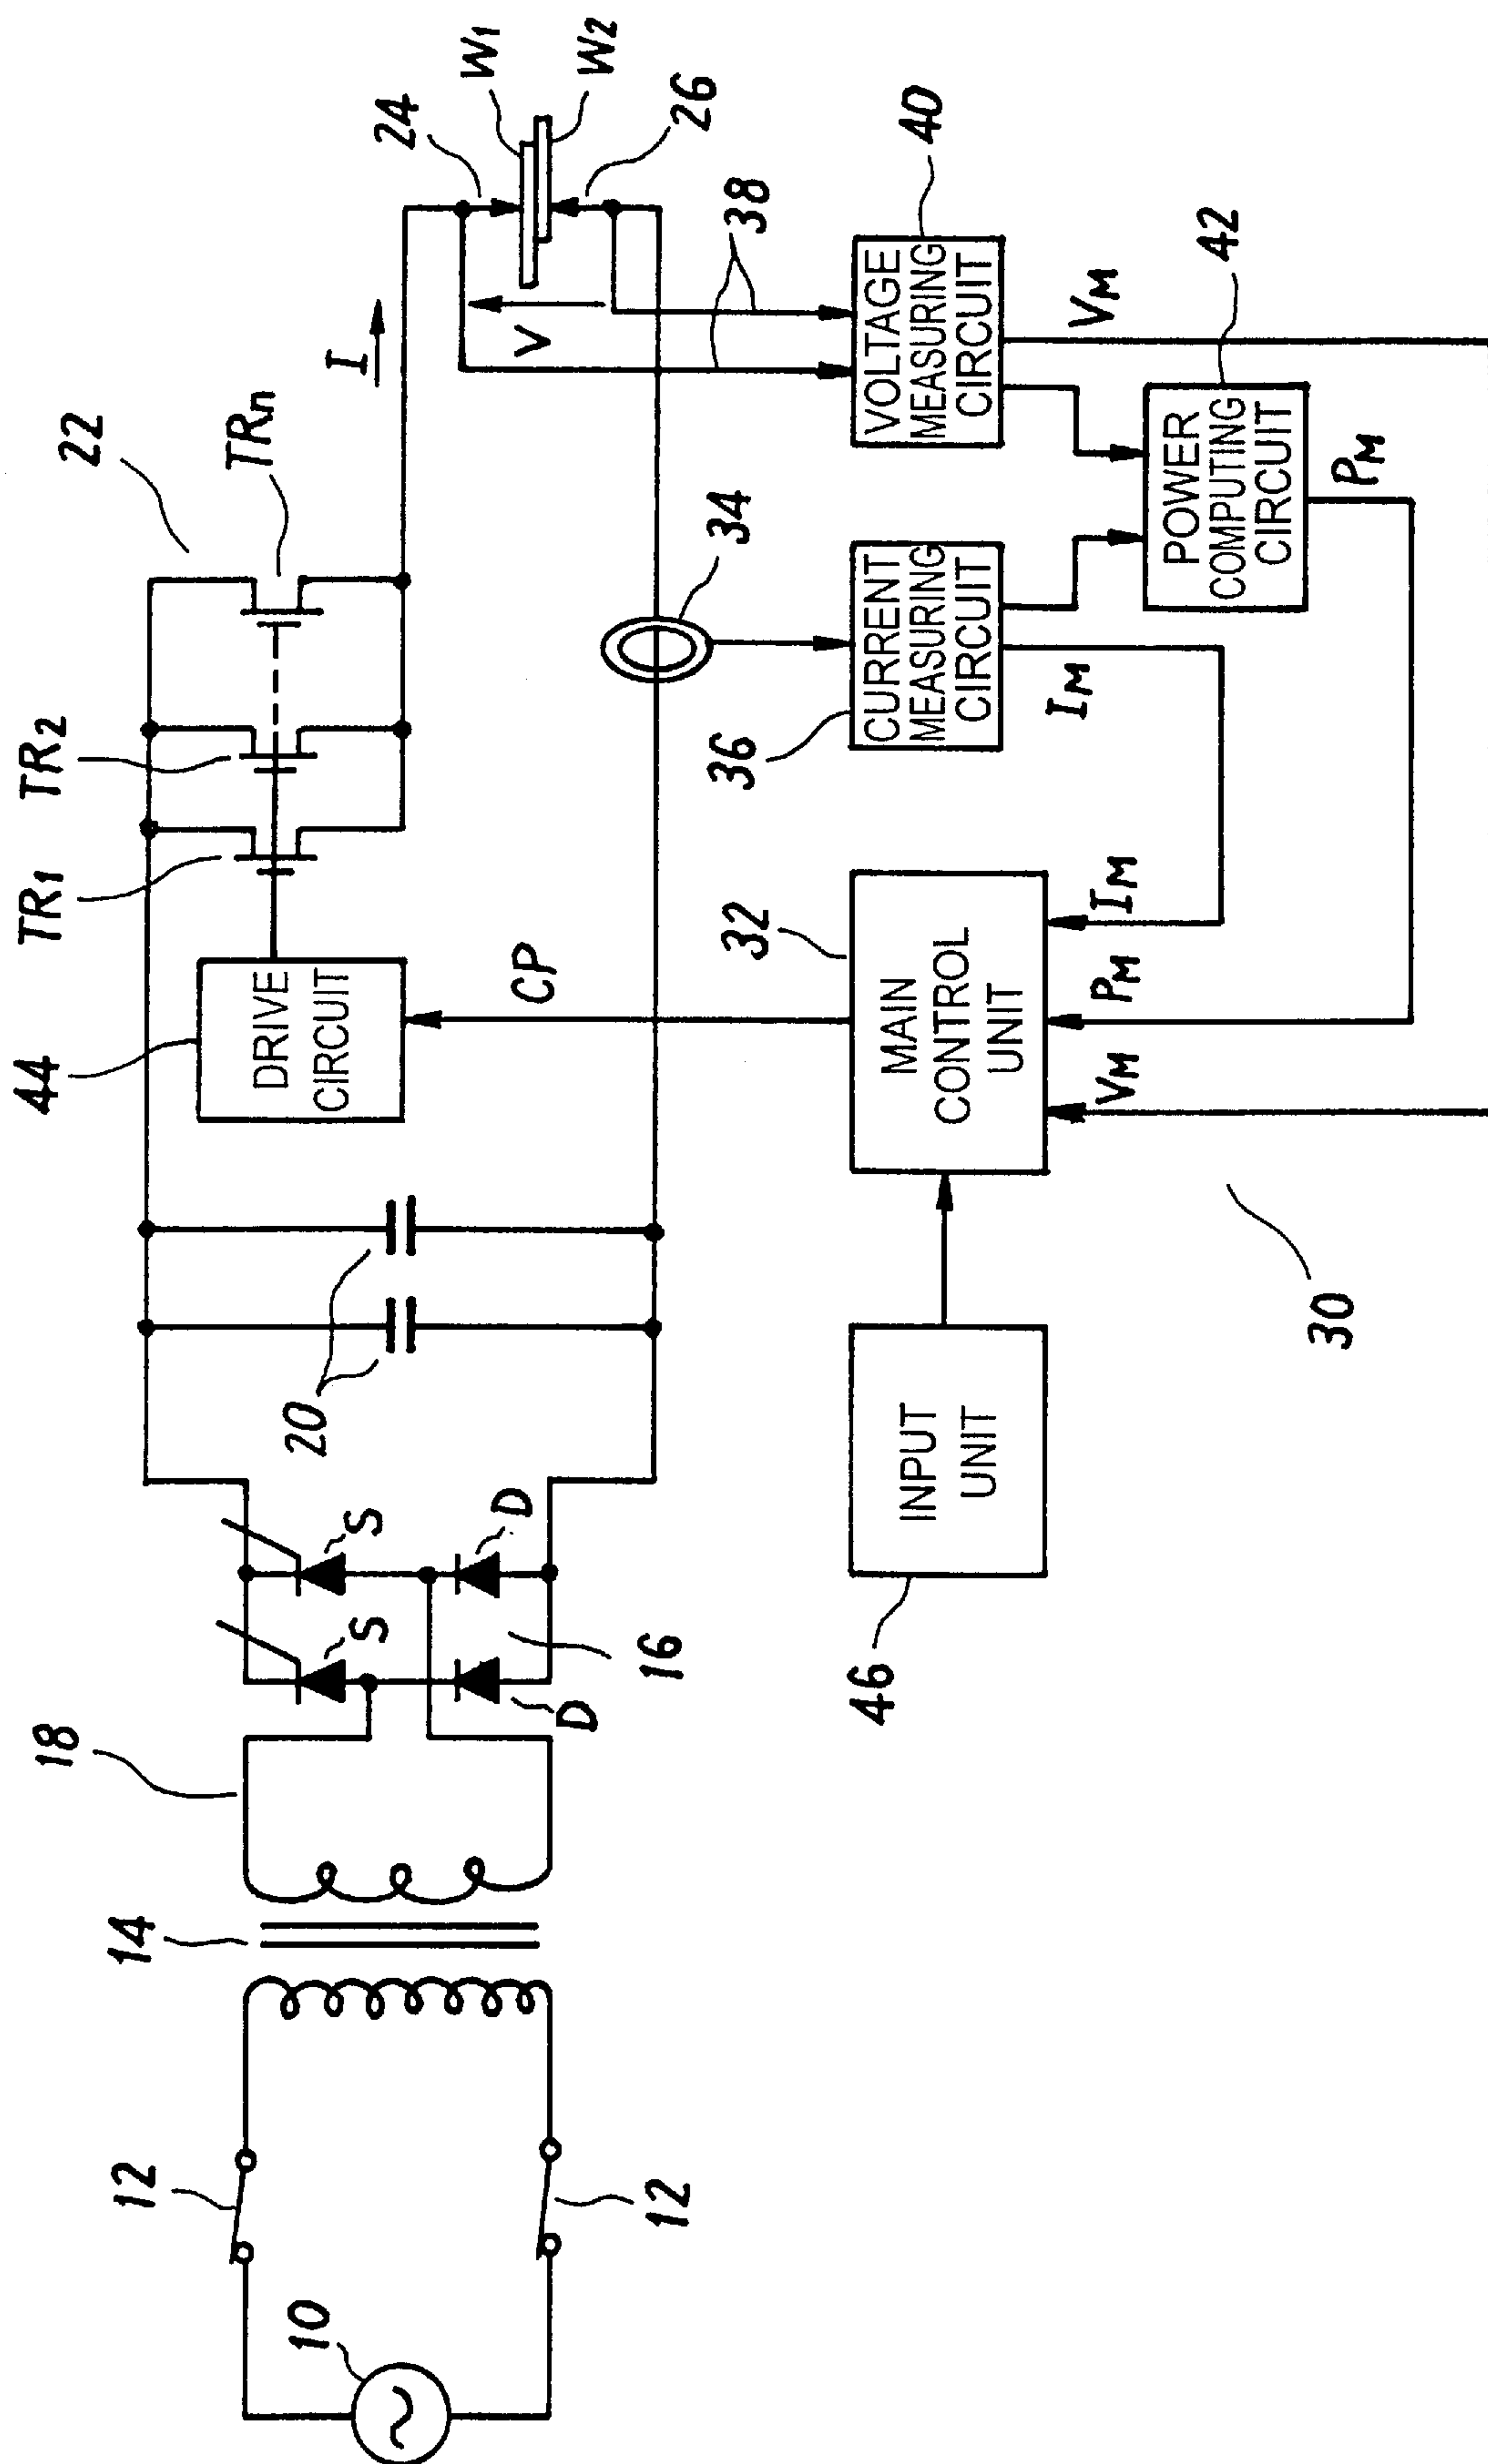 10
12
12
14
18
16
S
S
D
D
20
22
TR1
TR2
TRn
44
DRIVE
CIRCUIT
CP
I
24
W1
W2
26
V
34
38
36
CURRENT
MEASURING
CIRCUIT
IM
40
VOLTAGE
MEASURING
CIRCUIT
VM
42
POWER
COMPUTING
CIRCUIT
PM
32
MAIN
CONTROL
UNIT
VM
PM
IM
46
INPUT
UNIT
30